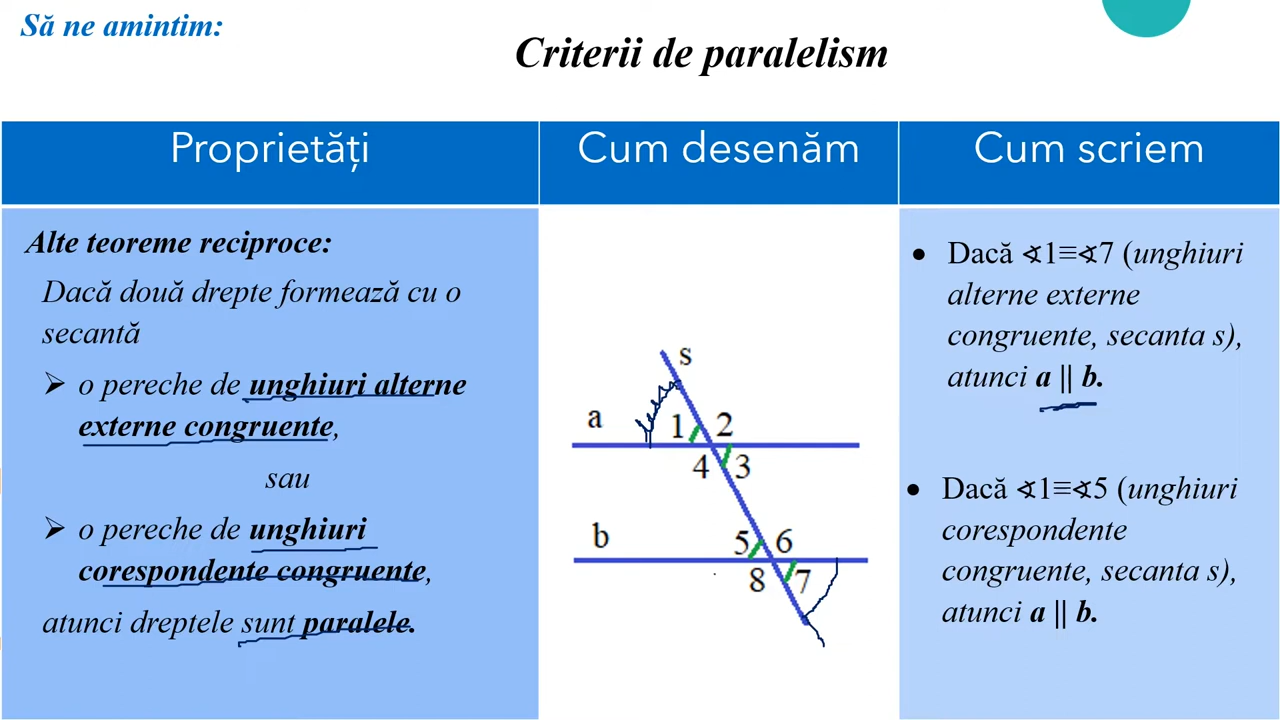 Să ne amintim:
Criterii de paralelism
Proprietăți
Cum desenăm
Cum scriem
Alte teoreme reciproce:
Dacă două drepte formează cu o
secantă
➢ o pereche de unghiuri alterne
externe congruente,
sau
➢ o pereche de unghiuri
corespondente congruente,
atunci dreptele sunt paralele.
s
a
1 2
4 3
b
5 6
8 7
• Dacă ∢1≡∢7 (unghiuri
alterne externe
congruente, secanta s),
atunci a || b.
• Dacă ∢1≡∢5 (unghiuri
corespondente
congruente, secanta s),
atunci a || b.